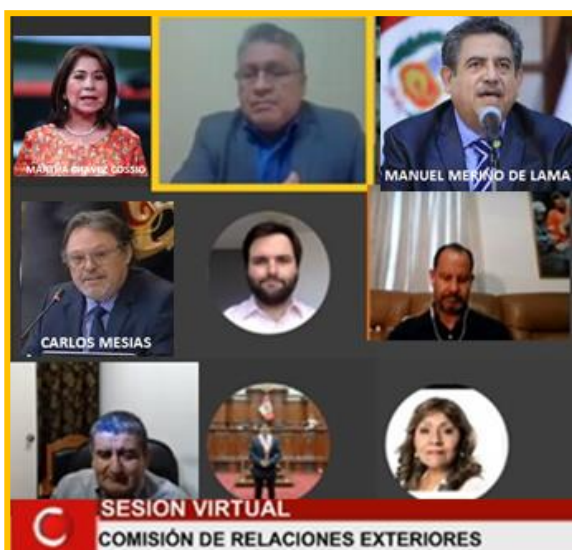 MARTHA CHAVEZ COSSIO
MANUEL MERINO DE LAMA
CARLOS MESIAS
C
SESION VIRTUAL
COMISIÓN DE RELACIONES EXTERIORES